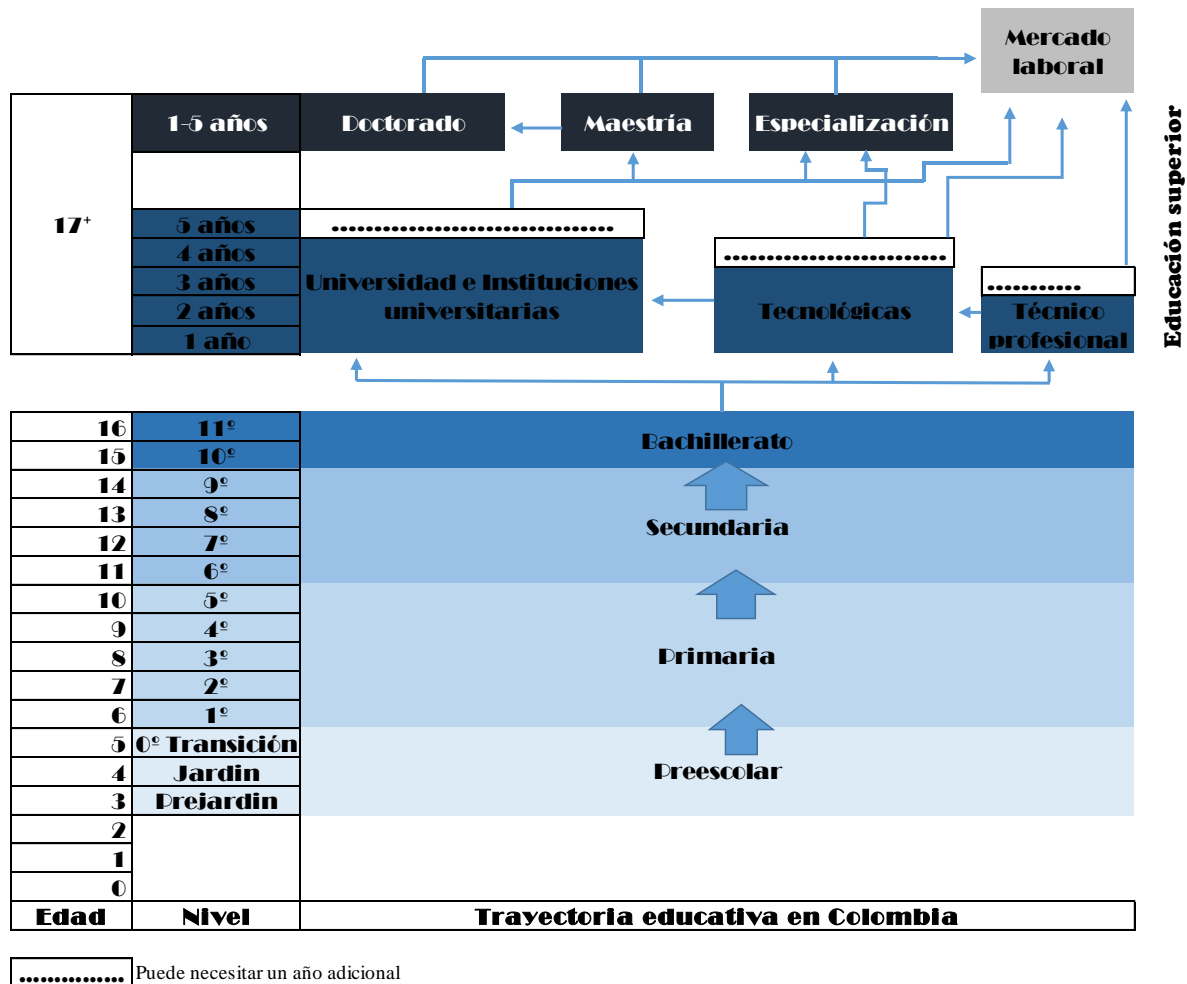 Mercado
laboral
1-5 años
Doctorado
Maestría
Especialización
Educación superior
17+
5 años
................................
4 años
..........................
3 años
Universidad e Instituciones
universitarias
...........
2 años
Tecnológicas
Técnico
profesional
1 año
16
11º
Bachillerato
15
10º
14
9º
13
8º
Secundaria
12
7º
11
6º
10
5º
9
4º
8
3º
Primaria
7
2º
6
1º
5
0º Transición
4
Jardin
Preescolar
3
Prejardin
2
1
0
Edad
Nivel
Trayectoria educativa en Colombia
............... Puede necesitar un año adicional